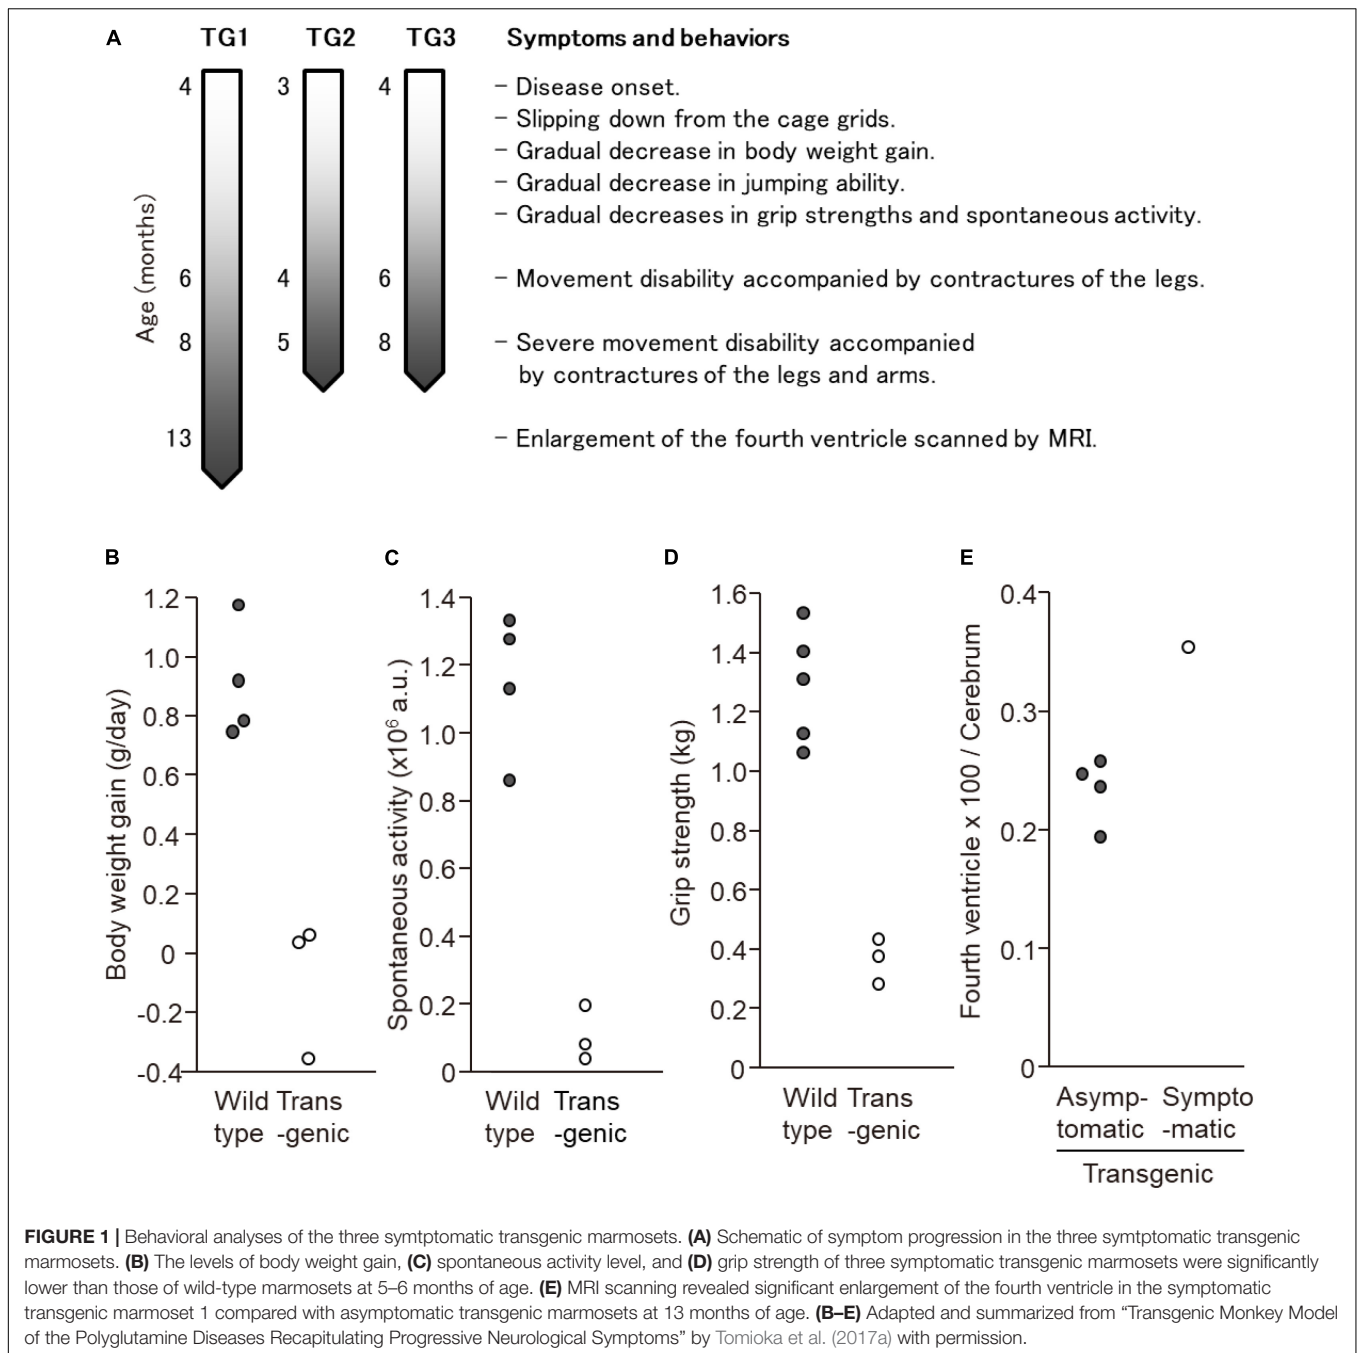 A
TG1 TG2 TG3 Symptoms and behaviors
4 3 4 – Disease onset.
– Slipping down from the cage grids.
– Gradual decrease in body weight gain.
– Gradual decrease in jumping ability.
– Gradual decreases in grip strengths and spontaneous activity.
Age (months)
6 4 6 – Movement disability accompanied by contractures of the legs.
8 5 8 – Severe movement disability accompanied
by contractures of the legs and arms.
13 – Enlargement of the fourth ventricle scanned by MRI.
B
Body weight gain (g/day)
1.2
1.0
0.8
0.6
0.4
0.2
0
-0.2
-0.4
Wild Trans
type -genic
C
Spontaneous activity (x10⁶ a.u.)
1.4
1.2
1.0
0.8
0.6
0.4
0.2
0
Wild Trans
type -genic
D
Grip strength (kg)
1.6
1.4
1.2
1.0
0.8
0.6
0.4
0.2
0
Wild Trans
type -genic
E
Fourth ventricle x 100 / Cerebrum
0.4
0.3
0.2
0.1
0
Asymp- Sympto
tomatic -matic
Transgenic
FIGURE 1 | Behavioral analyses of the three symtptomatic transgenic marmosets. (A) Schematic of symptom progression in the three symtptomatic transgenic
marmosets. (B) The levels of body weight gain, (C) spontaneous activity level, and (D) grip strength of three symptomatic transgenic marmosets were significantly
lower than those of wild-type marmosets at 5–6 months of age. (E) MRI scanning revealed significant enlargement of the fourth ventricle in the symptomatic
transgenic marmoset 1 compared with asymptomatic transgenic marmosets at 13 months of age. (B–E) Adapted and summarized from “Transgenic Monkey Model
of the Polyglutamine Diseases Recapitulating Progressive Neurological Symptoms” by Tomioka et al. (2017a) with permission.